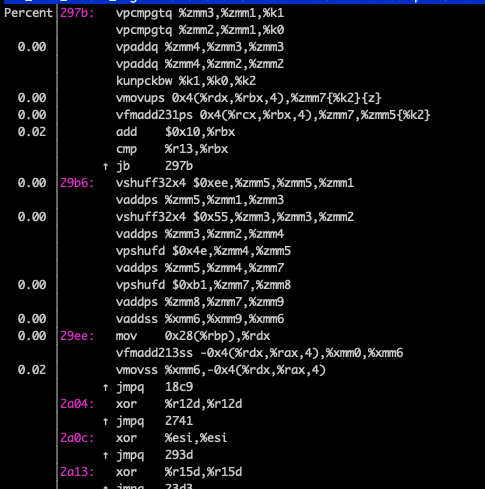 Percent 297b: vpcmpgtq %zmm3,%zmm1,%k1
vpcmpgtq %zmm2,%zmm1,%k0
0.00 vpaddq %zmm4,%zmm3,%zmm3
vpaddq %zmm4,%zmm2,%zmm2
kunpckbw %k1,%k0,%k2
0.00 vmovups 0x4(%rdx,%rbx,4),%zmm7{%k2}{z}
0.00 vfmadd231ps 0x4(%rcx,%rbx,4),%zmm7,%zmm5{%k2}
0.02 add $0x10,%rbx
cmp %r13,%rbx
↑ jb 297b
0.00 29b6: vshuff32x4 $0xee,%zmm5,%zmm5,%zmm1
vaddps %zmm5,%zmm1,%zmm3
0.00 vshuff32x4 $0x55,%zmm3,%zmm3,%zmm2
vaddps %zmm3,%zmm2,%zmm4
vpshufd $0x4e,%zmm4,%zmm5
vaddps %zmm5,%zmm4,%zmm7
0.00 vpshufd $0xb1,%zmm7,%zmm8
vaddps %zmm8,%zmm7,%zmm9
0.00 vaddss %xmm6,%xmm9,%xmm6
0.00 29ee: mov 0x28(%rbp),%rdx
vfmadd213ss -0x4(%rdx,%rax,4),%xmm0,%xmm6
0.02 vmovss %xmm6,-0x4(%rdx,%rax,4)
↑ jmpq 18c9
2a04: xor %r12d,%r12d
↑ jmpq 2741
2a0c: xor %esi,%esi
↑ jmpq 293d
2a13: xor %r15d,%r15d
↑ jmpq 23d3